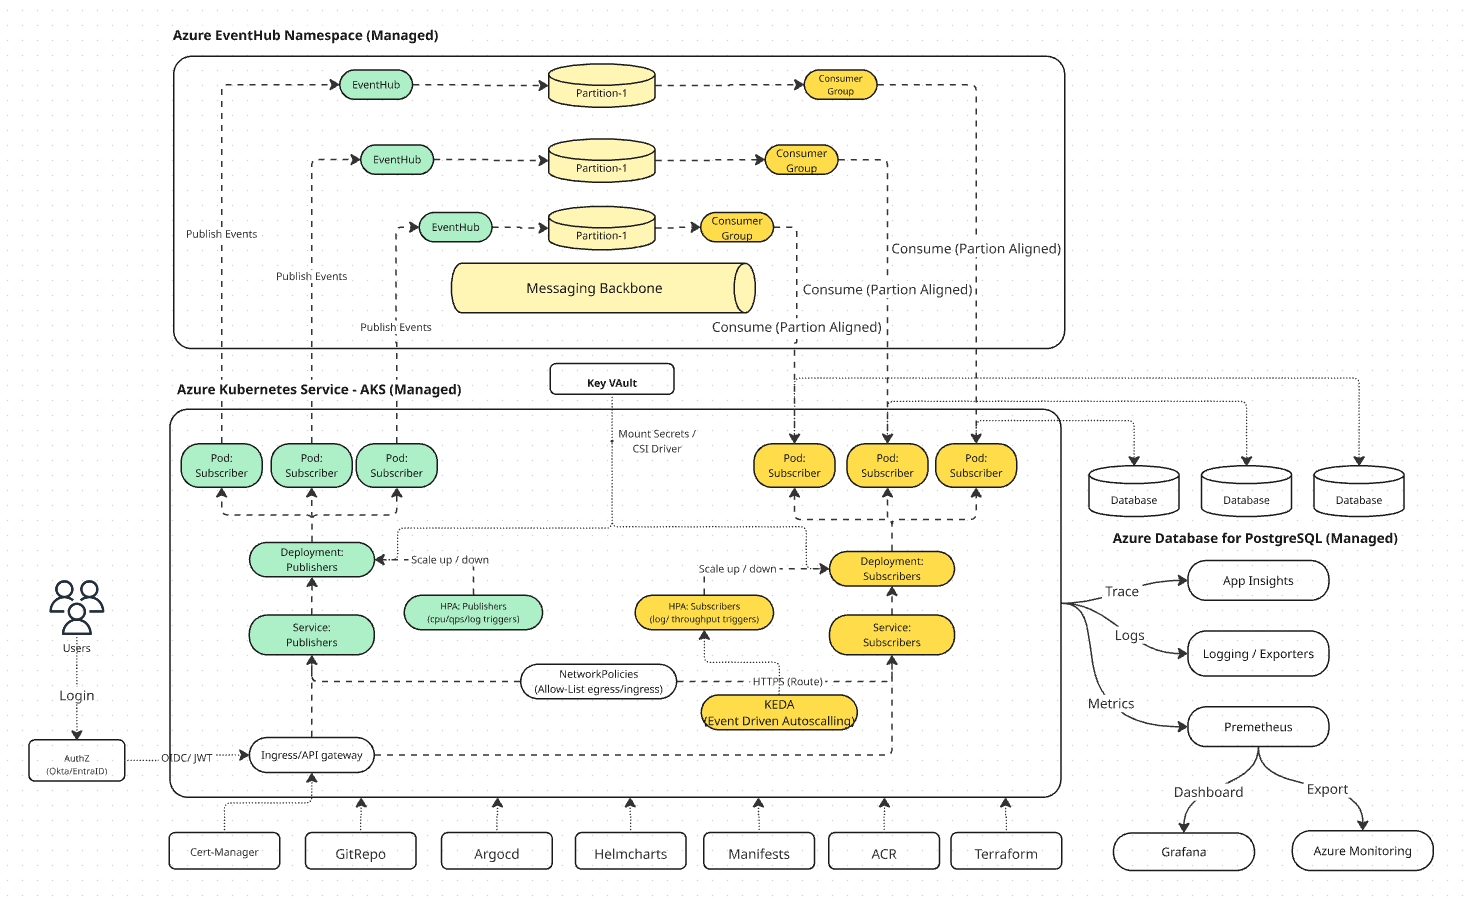 Azure EventHub Namespace (Managed)
EventHub
Partition-1
Consumer
Group
EventHub
Partition-1
Consumer
Group
EventHub
Partition-1
Consumer
Group
Publish Events
Publish Events
Publish Events
Consume (Partion Aligned)
Consume (Partion Aligned)
Consume (Partion Aligned)
Messaging Backbone
Key VAult
Azure Kubernetes Service - AKS (Managed)
Mount Secrets /
CSI Driver
Pod:
Subscriber
Pod:
Subscriber
Pod:
Subscriber
Pod:
Subscriber
Pod:
Subscriber
Pod:
Subscriber
Database
Database
Database
Azure Database for PostgreSQL (Managed)
Deployment:
Publishers
Scale up / down
Scale up / down
Deployment:
Subscribers
HPA: Publishers
(cpu/qps/log triggers)
HPA: Subscribers
(log/ throughput triggers)
Service:
Publishers
Service:
Subscribers
NetworkPolicies
(Allow-List egress/ingress)
HTTPS (Route)
KEDA
(Event Driven Autoscalling)
Users
Login
AuthZ
(Okta/EntraID)
OIDC/ JWT
Ingress/API gateway
Trace
App Insights
Logs
Logging / Exporters
Metrics
Premetheus
Dashboard
Export
Grafana
Azure Monitoring
Cert-Manager
GitRepo
Argocd
Helmcharts
Manifests
ACR
Terraform